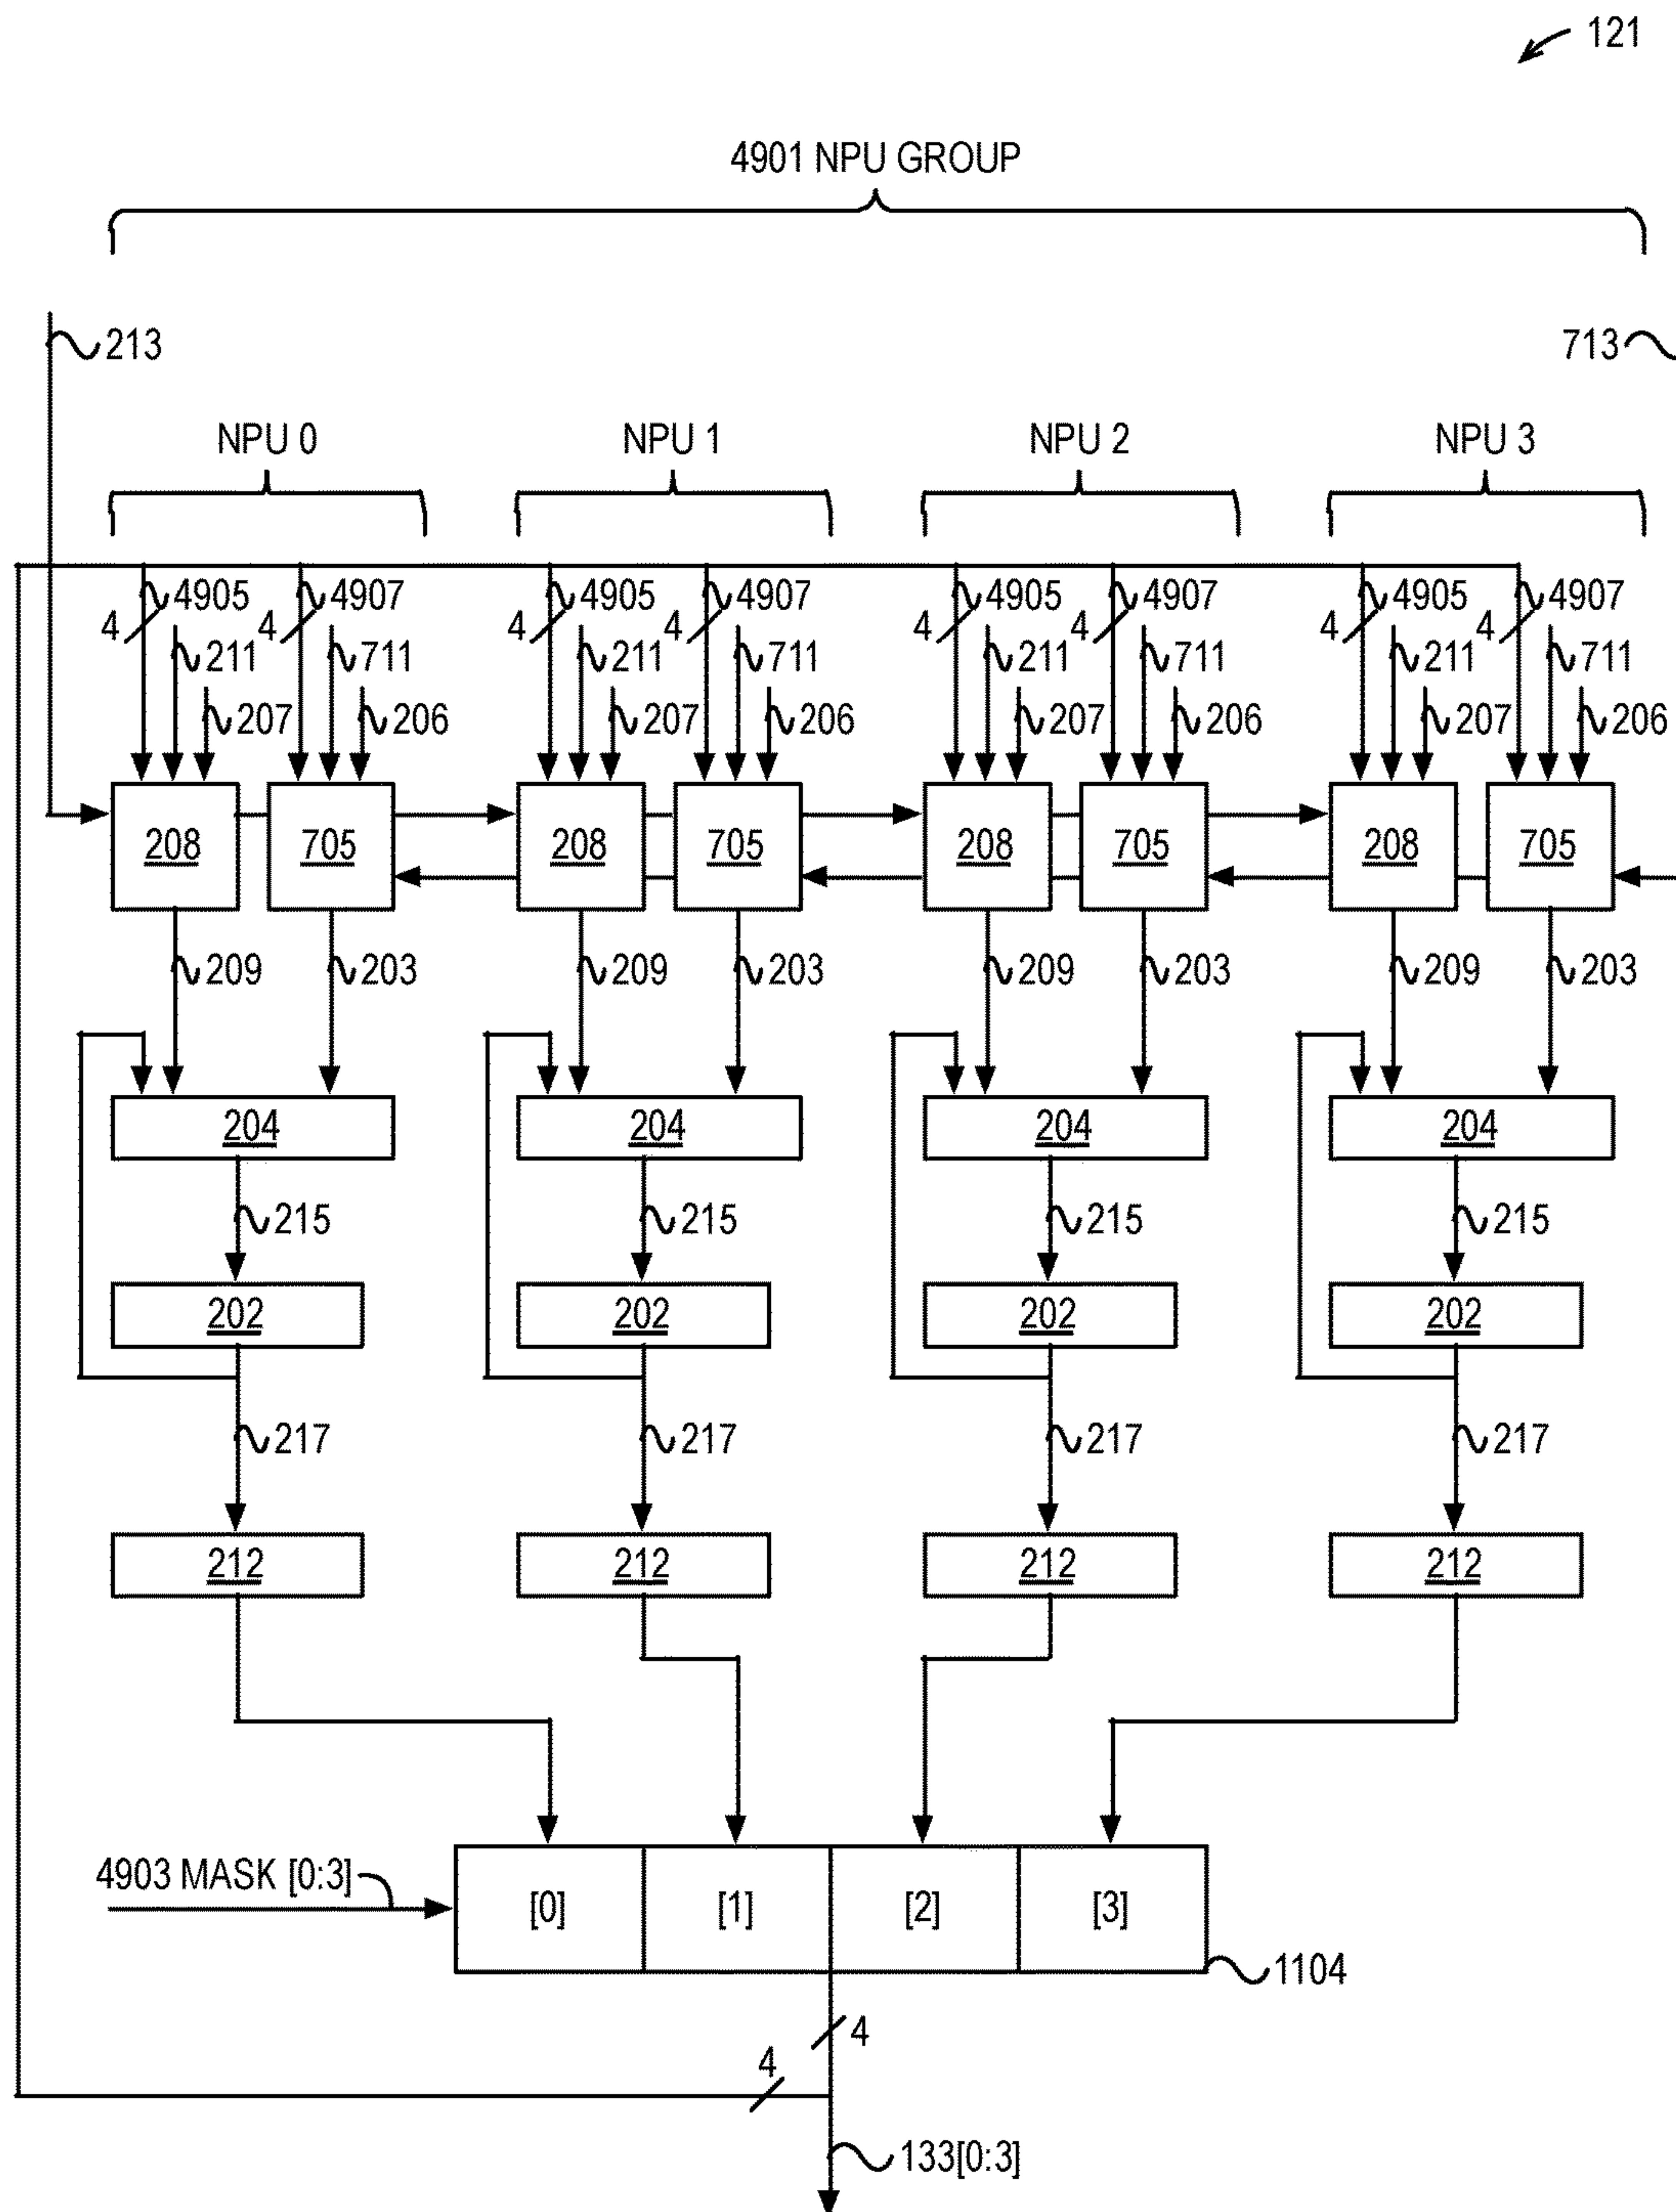 121
4901 NPU GROUP
213 713
NPU 0 NPU 1 NPU 2 NPU 3
4905 4907 4905 4907 4905 4907 4905 4907
4 4 4 4 4 4 4 4
211 711 211 711 211 711 211 711
207 206 207 206 207 206 207 206
208 705 208 705 208 705 208 705
209 203 209 203 209 203 209 203
204 204 204 204
215 215 215 215
202 202 202 202
217 217 217 217
212 212 212 212
4903 MASK [0:3]
[0] [1] [2] [3]
1104
4
4
133[0:3]